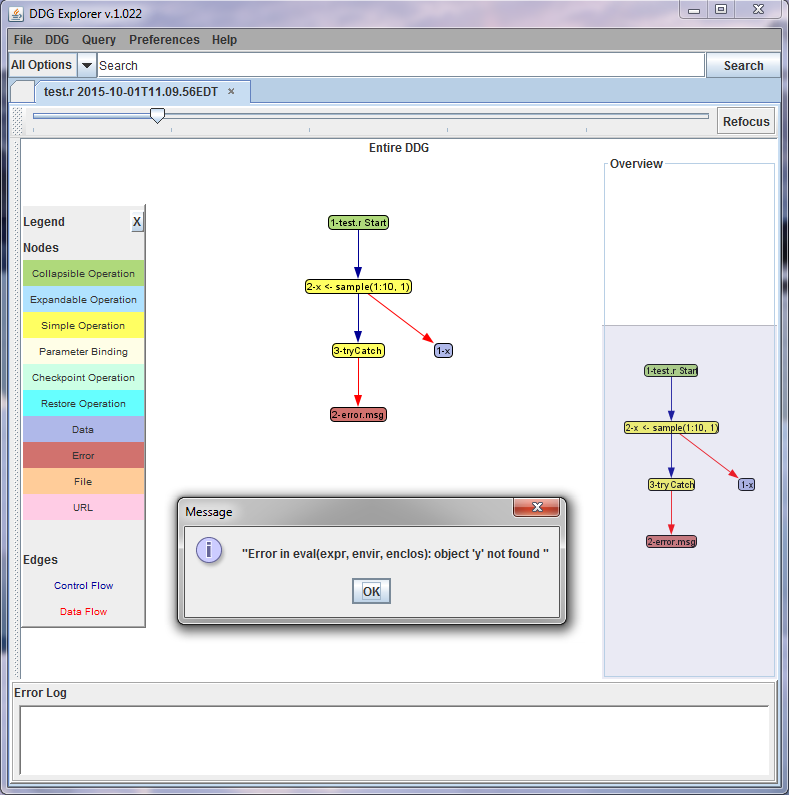 DDG Explorer v.1.022
File DDG Query Preferences Help
All Options Search Search
test.r 2015-10-01T11.09.56EDT ×
Refocus
Entire DDG
Overview
Legend X
Nodes
Collapsible Operation
Expandable Operation
Simple Operation
Parameter Binding
Checkpoint Operation
Restore Operation
Data
Error
File
URL
Edges
Control Flow
Data Flow
1-test.r Start
2-x <- sample(1:10, 1)
3-tryCatch
1-x
2-error.msg
1-test.r Start
2-x <- sample(1:10, 1)
3-tryCatch
1-x
2-error.msg
Message
"Error in eval(expr, envir, enclos): object 'y' not found "
OK
Error Log